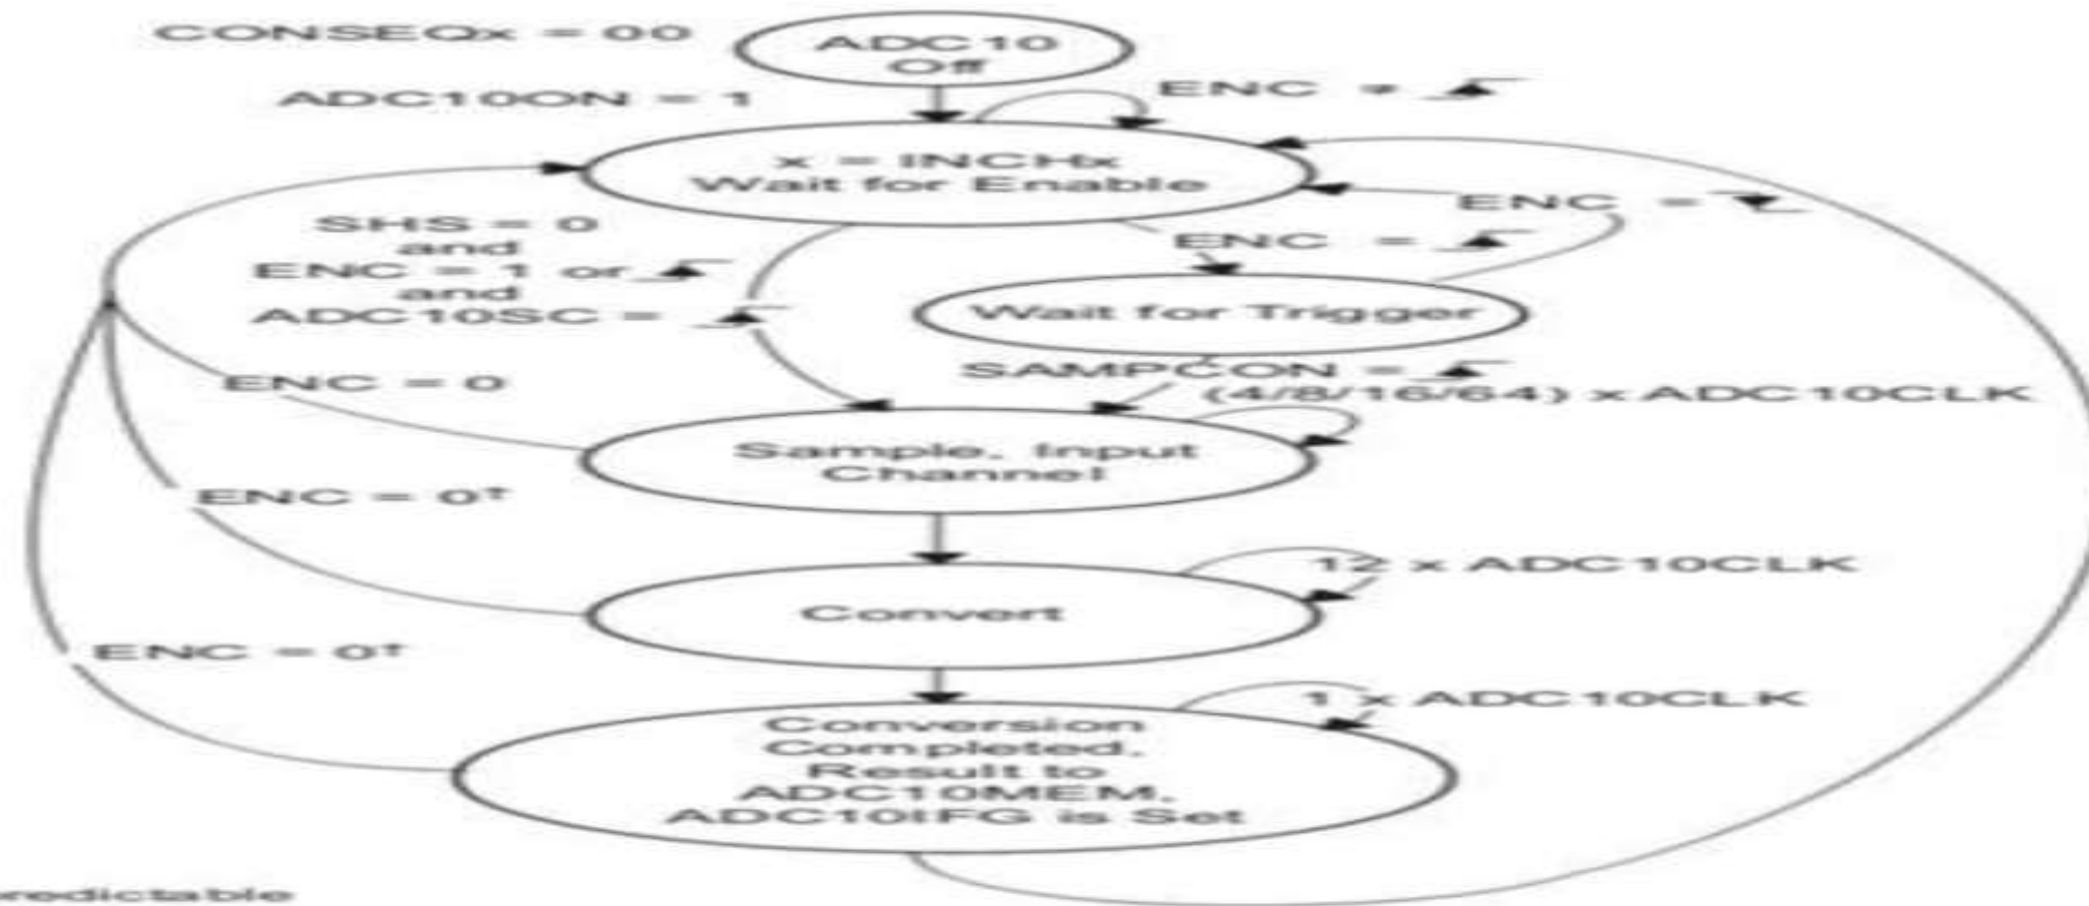 CONSEQx = 00
ADC10
Off
ADC10ON = 1
ENC ≠
x = INCHx
Wait for Enable
ENC =
SHS = 0
and
ENC = 1 or
and
ADC10SC =
ENC =
Wait for Trigger
SAMPCON =
(4/8/16/64) x ADC10CLK
ENC = 0
Sample, Input
Channel
ENC = 0†
12 x ADC10CLK
Convert
ENC = 0†
1 x ADC10CLK
Conversion
Completed,
Result to
ADC10MEM,
ADC10IFG is Set